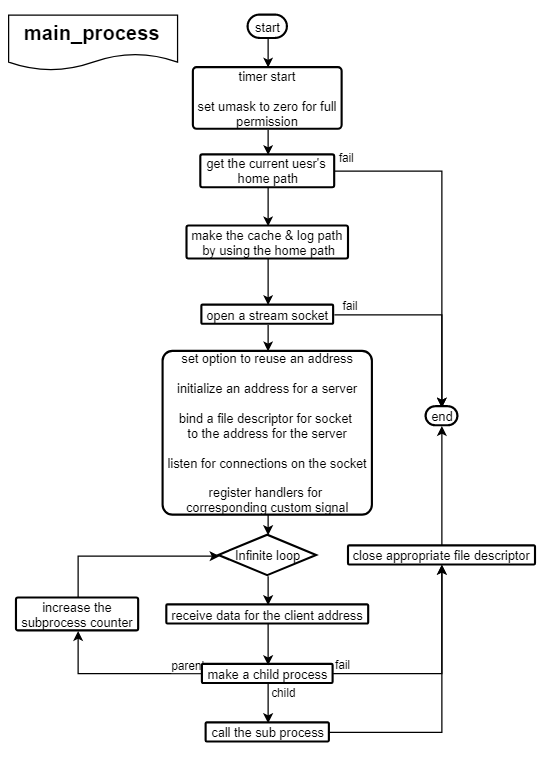 main_process
start
timer start
set umask to zero for full
permission
get the current uesr's
home path
fail
make the cache & log path
by using the home path
open a stream socket
fail
set option to reuse an address
initialize an address for a server
bind a file descriptor for socket
to the address for the server
listen for connections on the socket
register handlers for
corresponding custom signal
end
Infinite loop
close appropriate file descriptor
increase the
subprocess counter
receive data for the client address
parent
make a child process
fail
child
call the sub process